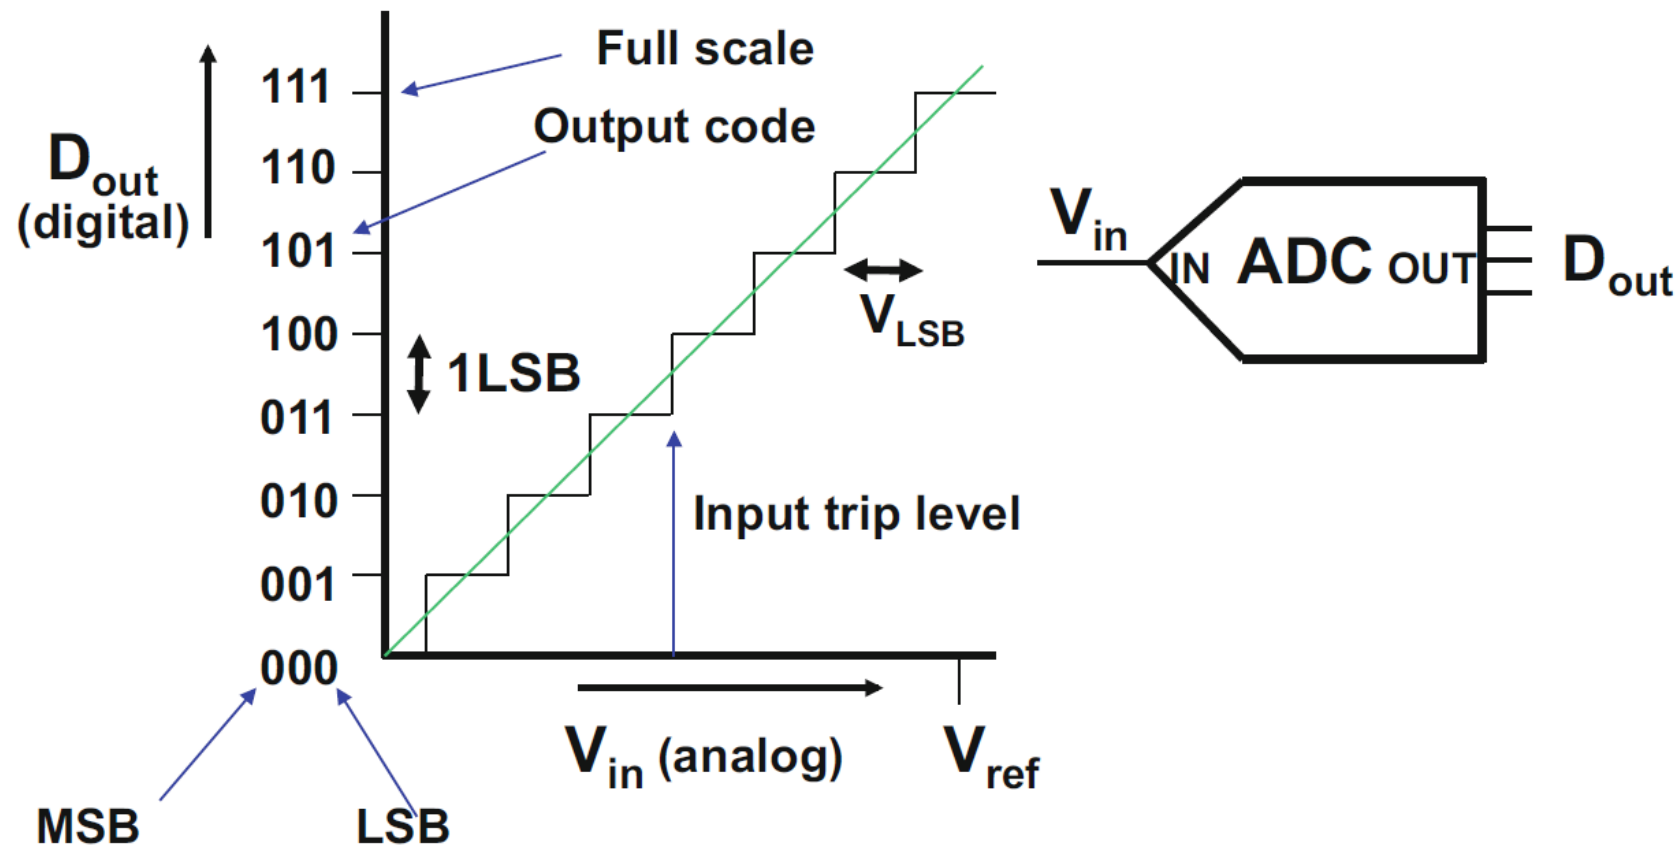 Full scale
111
Output code
Dout
(digital)
110
101
100
1LSB
011
010
001
000
VLSB
Input trip level
Vin (analog)
Vref
MSB
LSB
Vin
IN ADC OUT
Dout